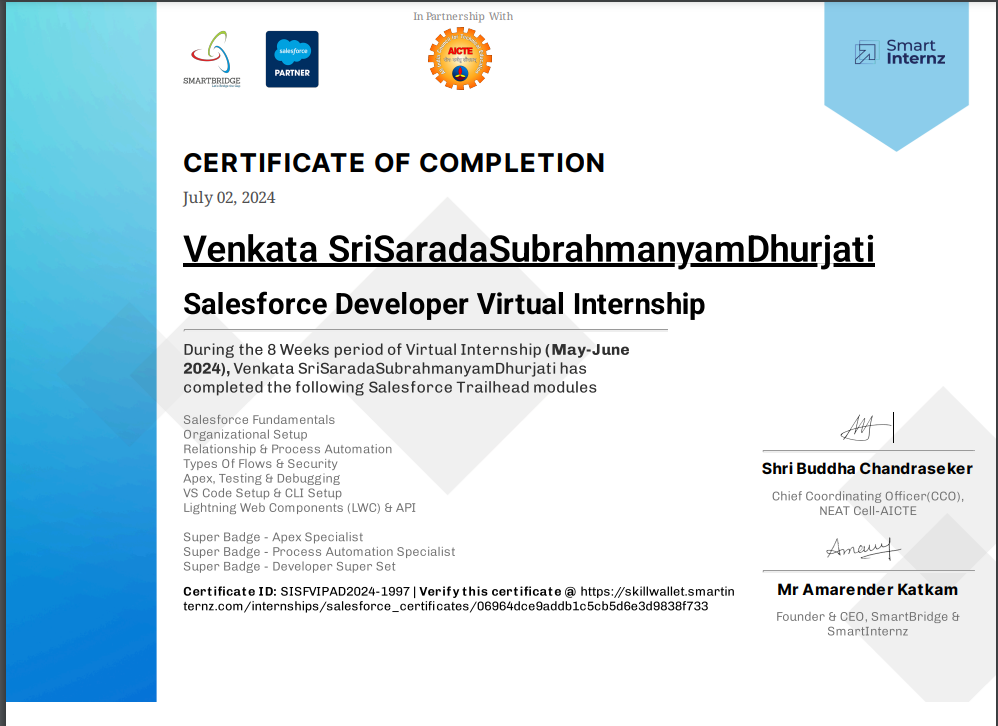 In Partnership With
SMARTBRIDGE
Let's Bridge the Gap
salesforce
PARTNER
AICTE
Smart
Internz
CERTIFICATE OF COMPLETION
July 02, 2024
Venkata SriSaradaSubrahmanyamDhurjati
Salesforce Developer Virtual Internship
During the 8 Weeks period of Virtual Internship (May-June
2024), Venkata SriSaradaSubrahmanyamDhurjati has
completed the following Salesforce Trailhead modules
Salesforce Fundamentals
Organizational Setup
Relationship & Process Automation
Types Of Flows & Security
Apex, Testing & Debugging
VS Code Setup & CLI Setup
Lightning Web Components (LWC) & API
Super Badge - Apex Specialist
Super Badge - Process Automation Specialist
Super Badge - Developer Super Set
Certificate ID: SISFVIPAD2024-1997 | Verify this certificate @ https://skillwallet.smartin
ternz.com/internships/salesforce_certificates/06964dce9addb1c5cb5d6e3d9838f733
Shri Buddha Chandraseker
Chief Coordinating Officer(CCO),
NEAT Cell-AICTE
Mr Amarender Katkam
Founder & CEO, SmartBridge &
SmartInternz